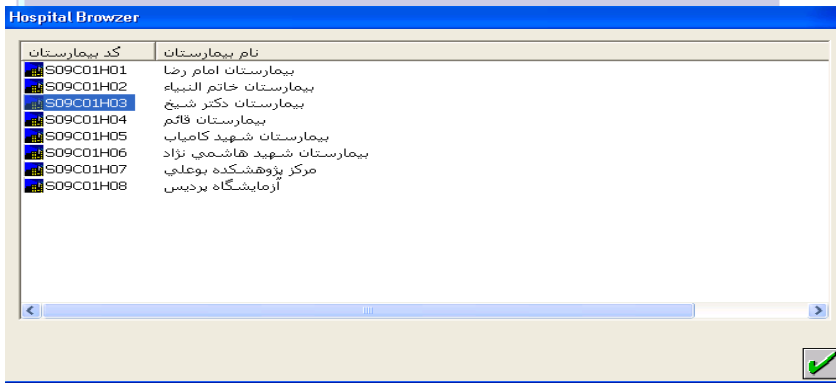 Hospital Browzer
کد بیمارستان نام بیمارستان
S09C01H01 بیمارستان امام رضا
S09C01H02 بیمارستان خاتم النبیاء
S09C01H03 بیمارستان دکتر شیخ
S09C01H04 بیمارستان قائم
S09C01H05 بیمارستان شهید کامیاب
S09C01H06 بیمارستان شهید هاشمي نژاد
S09C01H07 مرکز پژوهشکده بوعلي
S09C01H08 آزمایشگاه پردیس